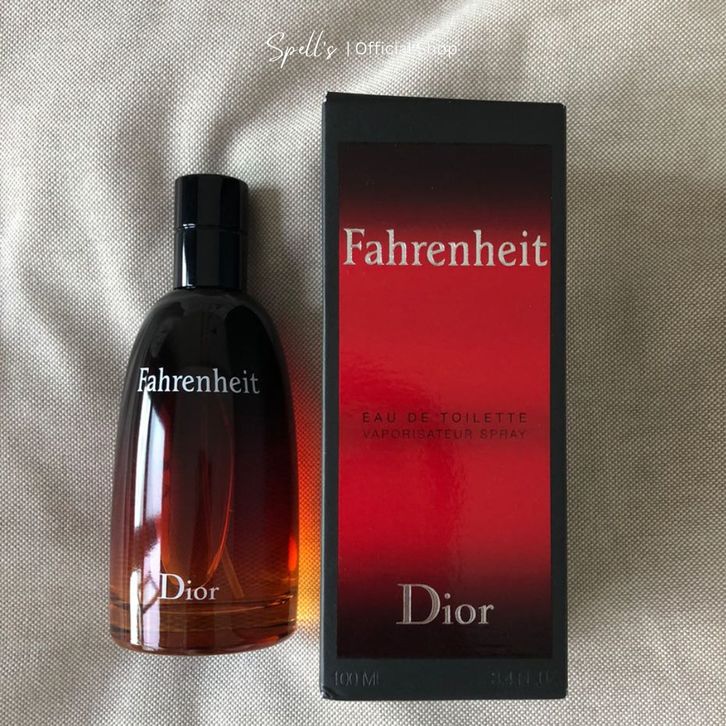 Spell's | Official Shop
Fahrenheit
EAU DE TOILETTE
VAPORISATEUR SPRAY
Dior
100 ML
Fahrenheit
Dior